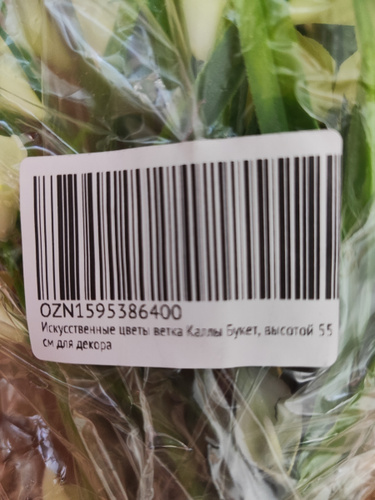 OZN1595386400
Искусственные цветы ветка Каллы Букет, высотой 55
см для декора